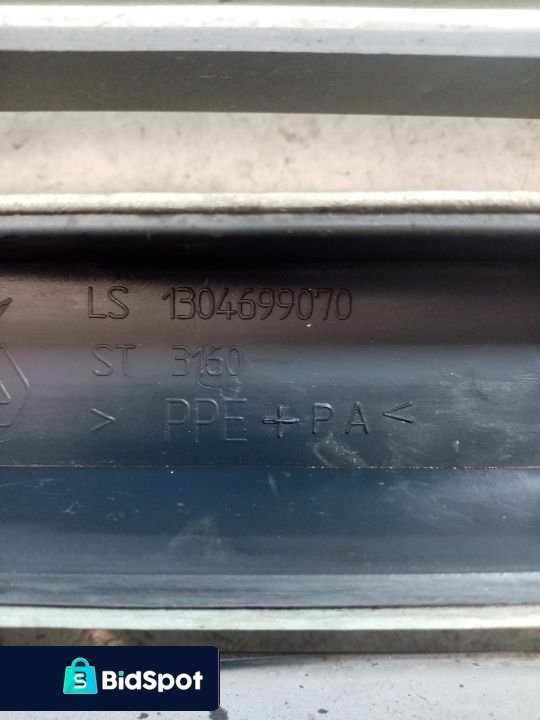 LS 1304699070
ST 3160
> PPE+PA<
BidSpot